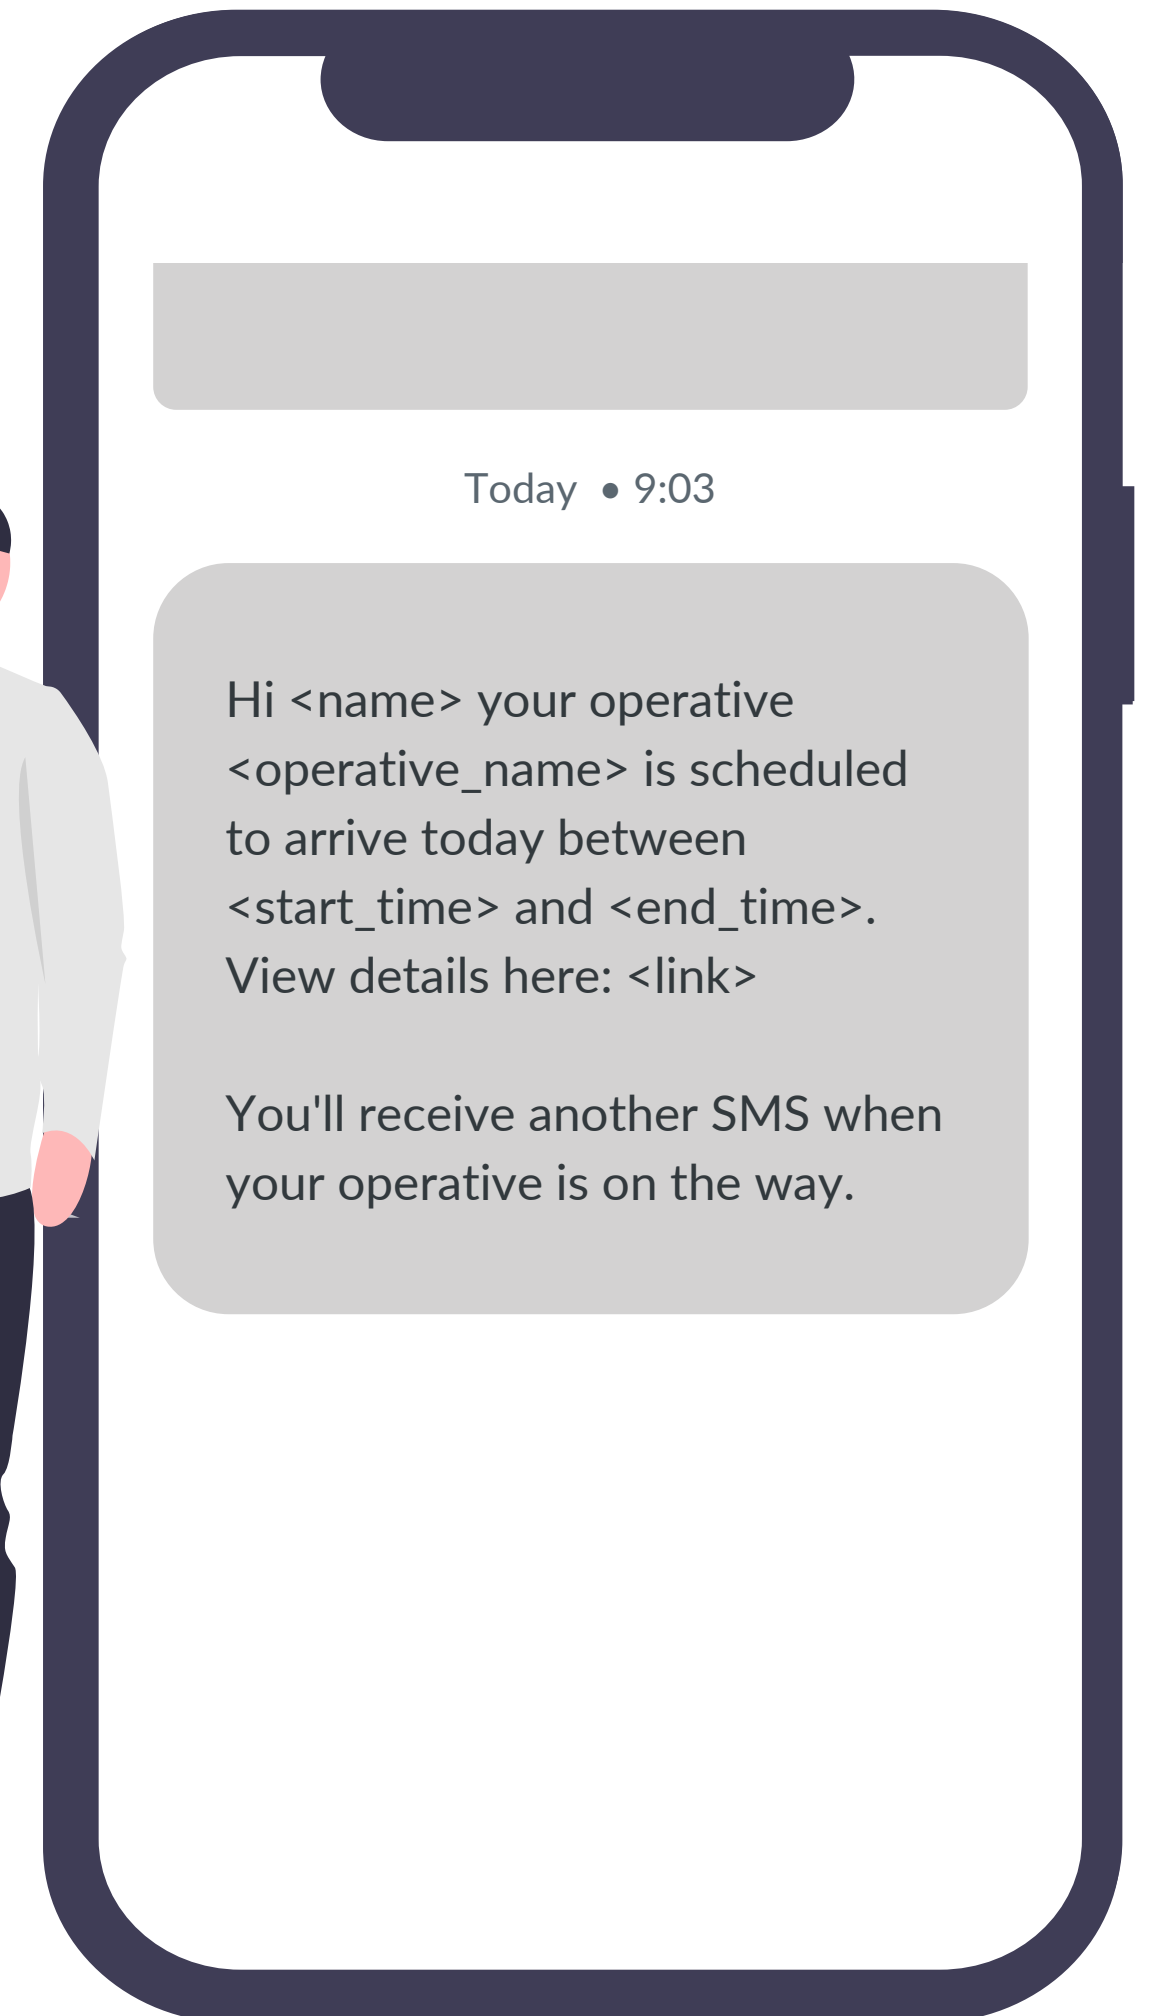 Today • 9:03
Hi <name> your operative
<operative_name> is scheduled
to arrive today between
<start_time> and <end_time>.
View details here: <link>
You'll receive another SMS when
your operative is on the way.